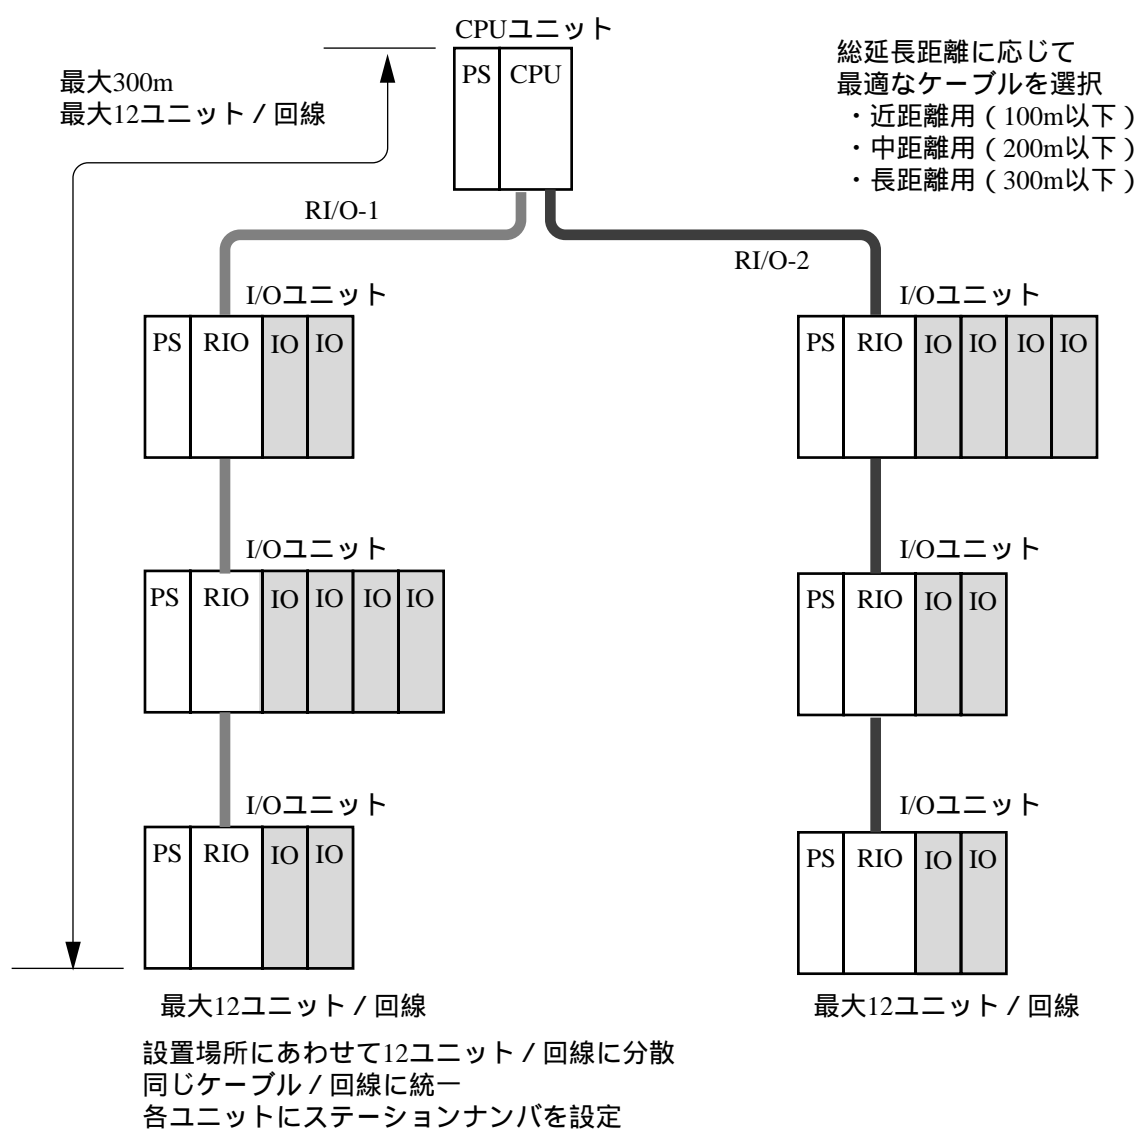 CPUユニット
PS CPU
最大300m
最大12ユニット / 回線
総延長距離に応じて
最適なケーブルを選択
・近距離用 ( 100m以下 )
・中距離用 ( 200m以下 )
・長距離用 ( 300m以下 )
RI/O-1
RI/O-2
I/Oユニット
PS RIO IO IO
I/Oユニット
PS RIO IO IO IO IO
I/Oユニット
PS RIO IO IO IO IO
I/Oユニット
PS RIO IO IO
I/Oユニット
PS RIO IO IO
I/Oユニット
PS RIO IO IO
最大12ユニット / 回線
最大12ユニット / 回線
設置場所にあわせて12ユニット / 回線に分散
同じケーブル / 回線に統一
各ユニットにステーションナンバを設定